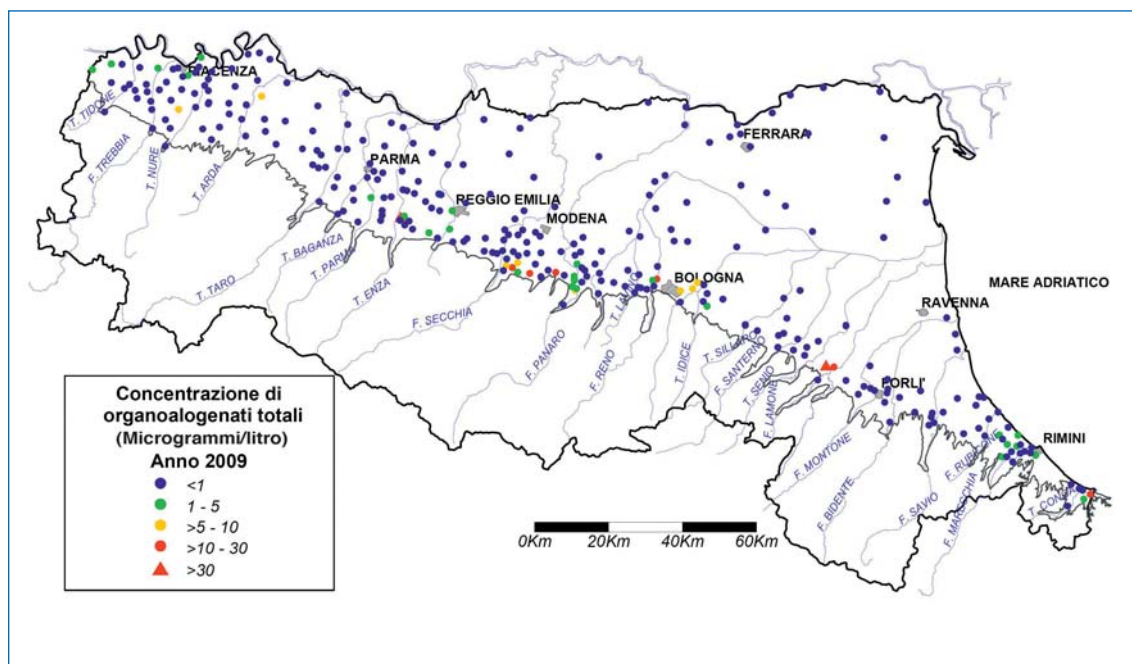 PIACENZA
T. TIDONE
F. TREBBIA
T. NURE
T. ARDA
PARMA
REGGIO EMILIA
MODENA
FERRARA
BOLOGNA
T. TARO
T. BAGANZA
T. PARMA
T. ENZA
F. SECCHIA
F. PANARO
F. RENO
T. LAVINO
T. IDICE
T. SILLARO
F. SANTERNO
T. SENIO
F. LAMONE
RAVENNA
MARE ADRIATICO
FORLI'
F. MONTONE
F. BIDENTE
F. SAVIO
F. RUBICONE
F. MARECCHIA
RIMINI
T. CONCA
Concentrazione di
organoalogenati totali
(Microgrammi/litro)
Anno 2009
<1
1 - 5
>5 - 10
>10 - 30
>30
0Km 20Km 40Km 60Km